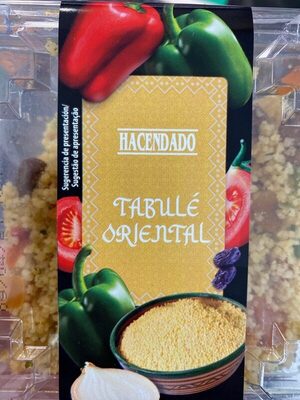 Sugerencia de presentación/
Sugestão de apresentação
HACENDADO
TABULÉ
ORIENTAL